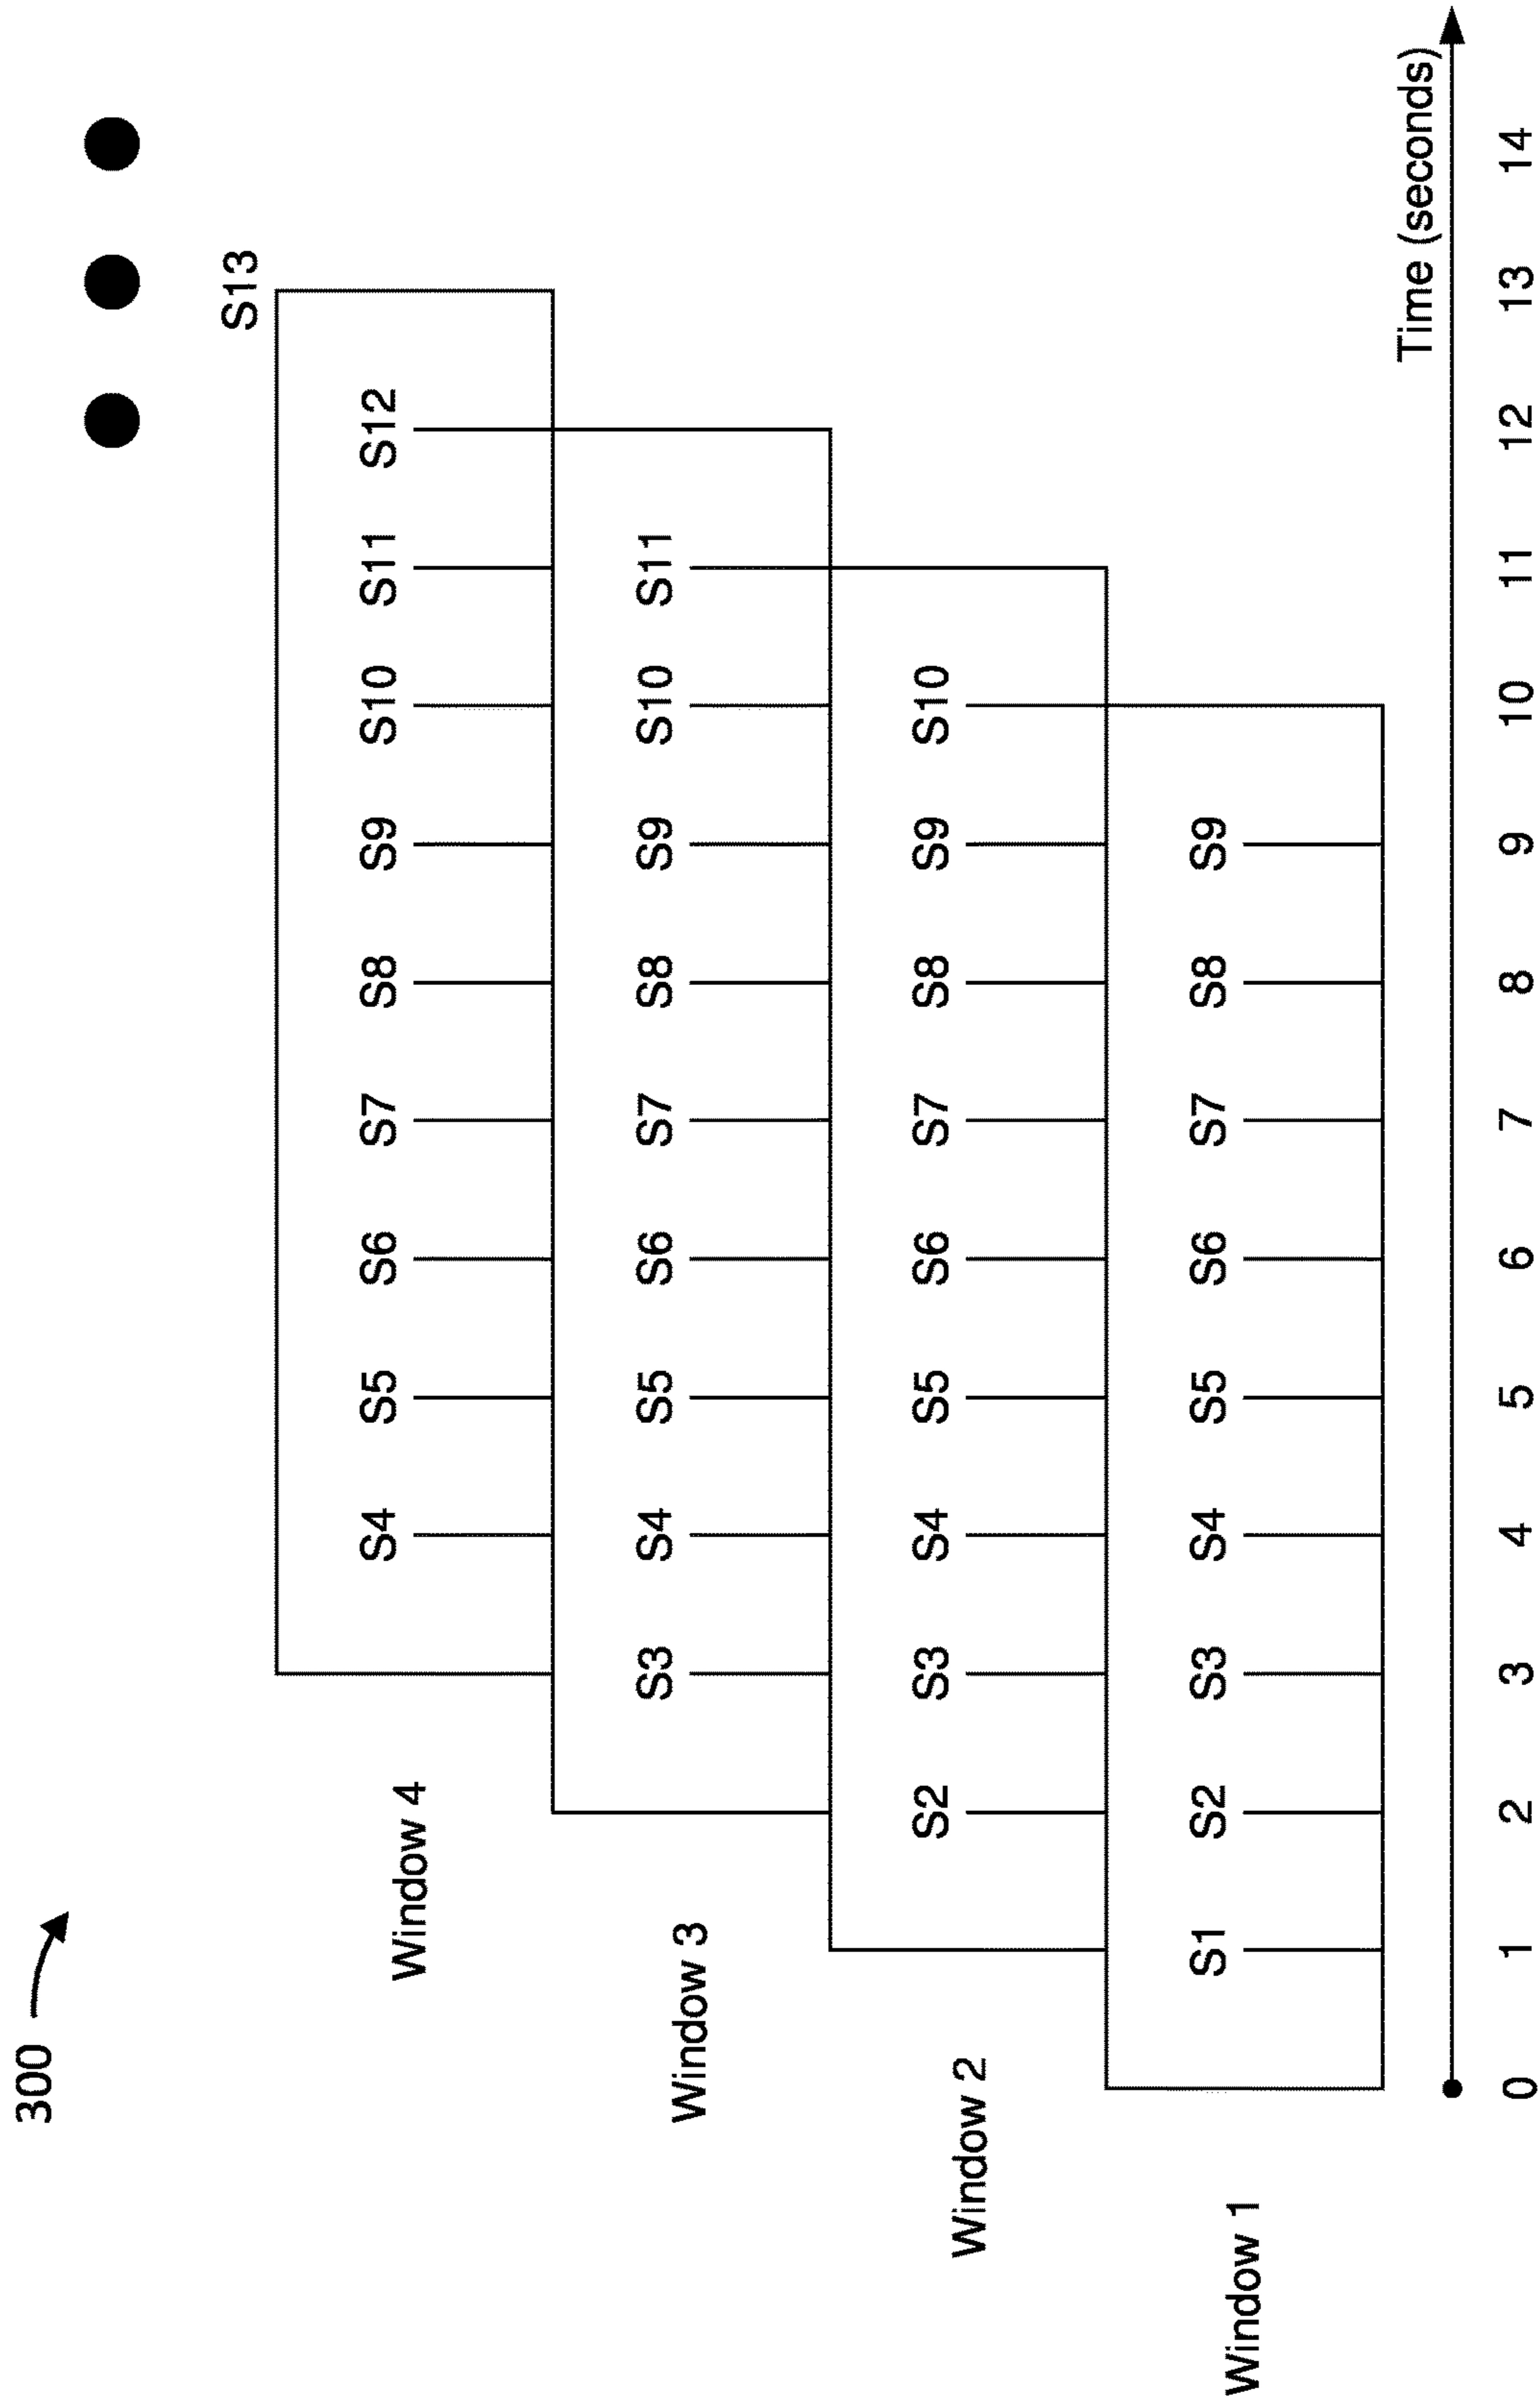 300
S13
Window 4
S4 S5 S6 S7 S8 S9 S10 S11 S12
Window 3
S3 S4 S5 S6 S7 S8 S9 S10 S11
Window 2
S2 S3 S4 S5 S6 S7 S8 S9 S10
Window 1
S1 S2 S3 S4 S5 S6 S7 S8 S9
Time (seconds)
0 1 2 3 4 5 6 7 8 9 10 11 12 13 14